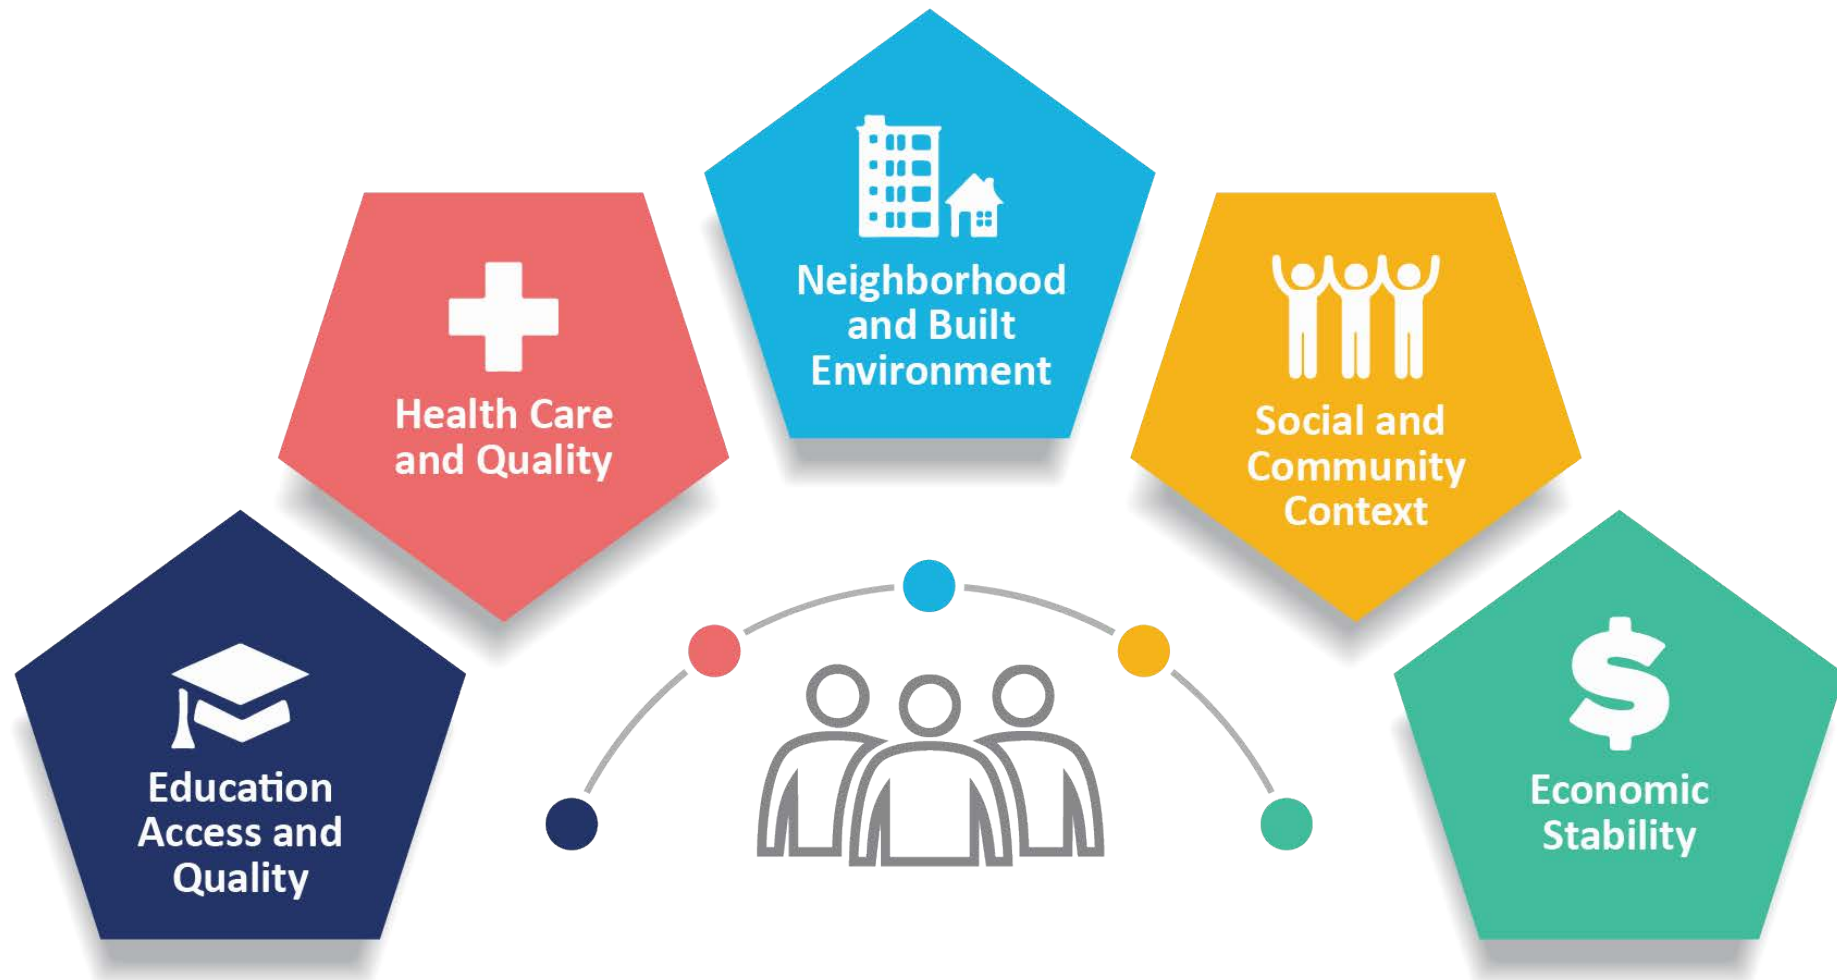 Neighborhood
and Built
Environment
Health Care
and Quality
Social and
Community
Context
Education
Access and
Quality
$
Economic
Stability